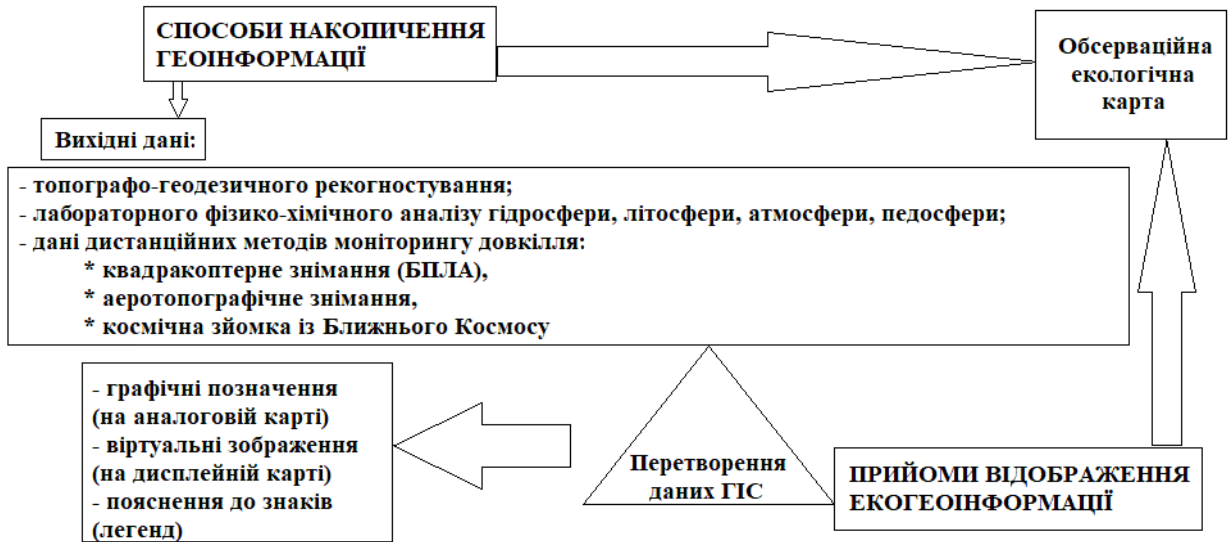 СПОСОБИ НАКОПИЧЕННЯ
ГЕОІНФОРМАЦІЇ
Обсерваційна
екологічна
карта
Вихідні дані:
- топографо-геодезичного рекогностування;
- лабораторного фізико-хімічного аналізу гідросфери, літосфери, атмосфери, педосфери;
- дані дистанційних методів моніторингу довкілля:
* квадракоптерне знімання (БПЛА),
* аеротопографічне знімання,
* космічна зйомка із Ближнього Космосу
- графічні позначення
(на аналоговій карті)
- віртуальні зображення
(на дисплейній карті)
- пояснення до знаків
(легенд)
Перетворення
даних ГІС
ПРИЙОМИ ВІДОБРАЖЕННЯ
ЕКОГЕОІНФОРМАЦІЇ